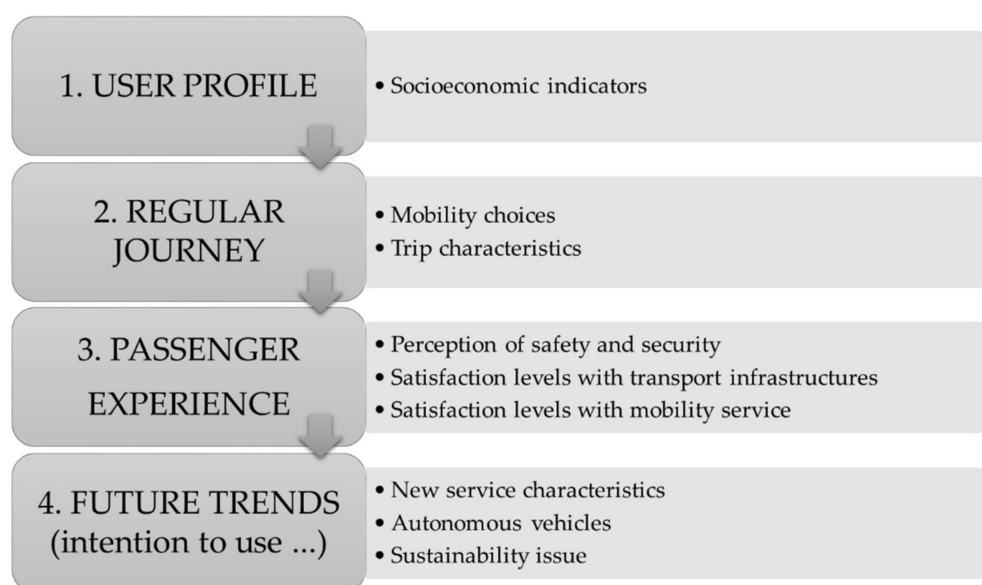 1. USER PROFILE
• Socioeconomic indicators
2. REGULAR
JOURNEY
• Mobility choices
• Trip characteristics
3. PASSENGER
EXPERIENCE
• Perception of safety and security
• Satisfaction levels with transport infrastructures
• Satisfaction levels with mobility service
4. FUTURE TRENDS
(intention to use ...)
• New service characteristics
• Autonomous vehicles
• Sustainability issue